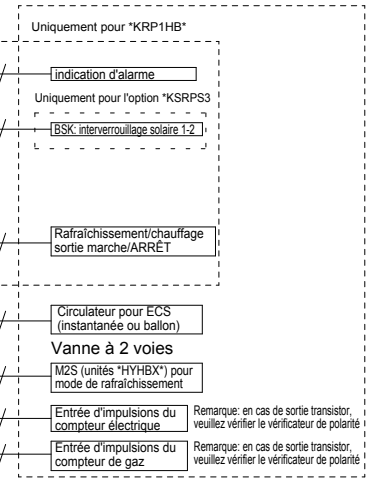 Uniquement pour *KRP1HB*
indication d'alarme
Uniquement pour l'option *KSRPS3
BSK: interverrouillage solaire 1-2
Rafraîchissement/chauffage
sortie marche/ARRÊT
Circulateur pour ECS
(instantanée ou ballon)
Vanne à 2 voies
M2S (unités *HYHBX*) pour
mode de rafraîchissement
Entrée d'impulsions du
compteur électrique
Remarque: en cas de sortie transistor,
veuillez vérifier le vérificateur de polarité
Entrée d'impulsions du
compteur de gaz
Remarque: en cas de sortie transistor,
veuillez vérifier le vérificateur de polarité